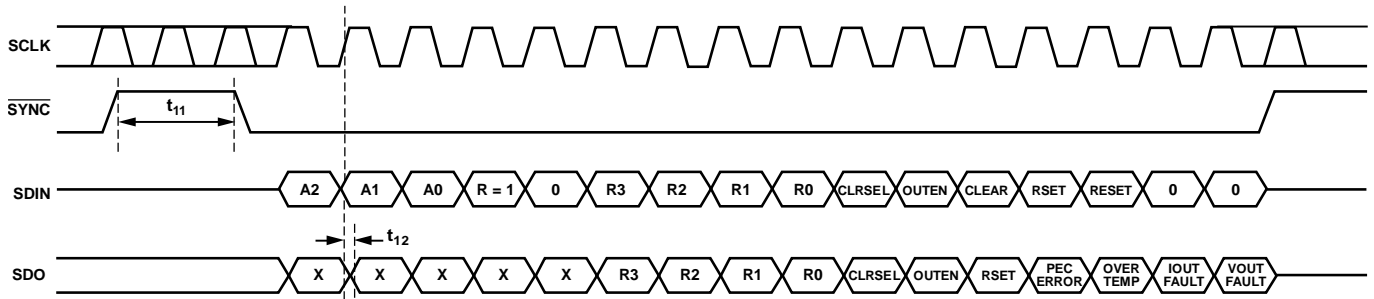 SCLK
SYNC
t11
SDIN A2 A1 A0 R = 1 0 R3 R2 R1 R0 CLRSEL OUTEN CLEAR RSET RESET 0 0
t12
SDO X X X X X R3 R2 R1 R0 CLRSEL OUTEN RSET PEC ERROR OVER TEMP IOUT FAULT VOUT FAULT